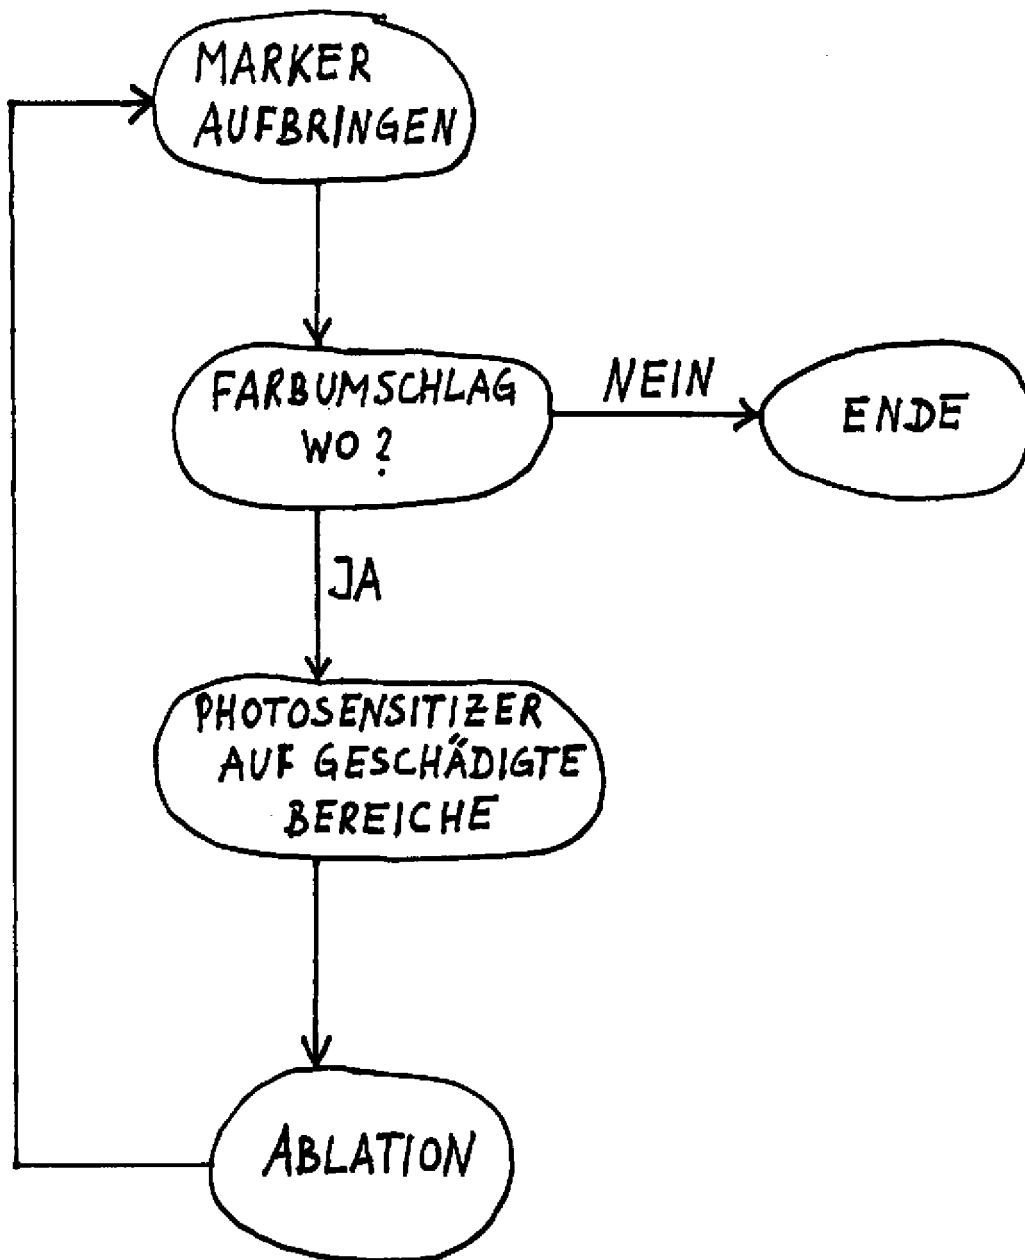 MARKER
AUFBRINGEN
FARBUMSCHLAG
WO?
NEIN
ENDE
JA
PHOTOSENSITIZER
AUF GESCHÄDIGTE
BEREICHE
ABLATION